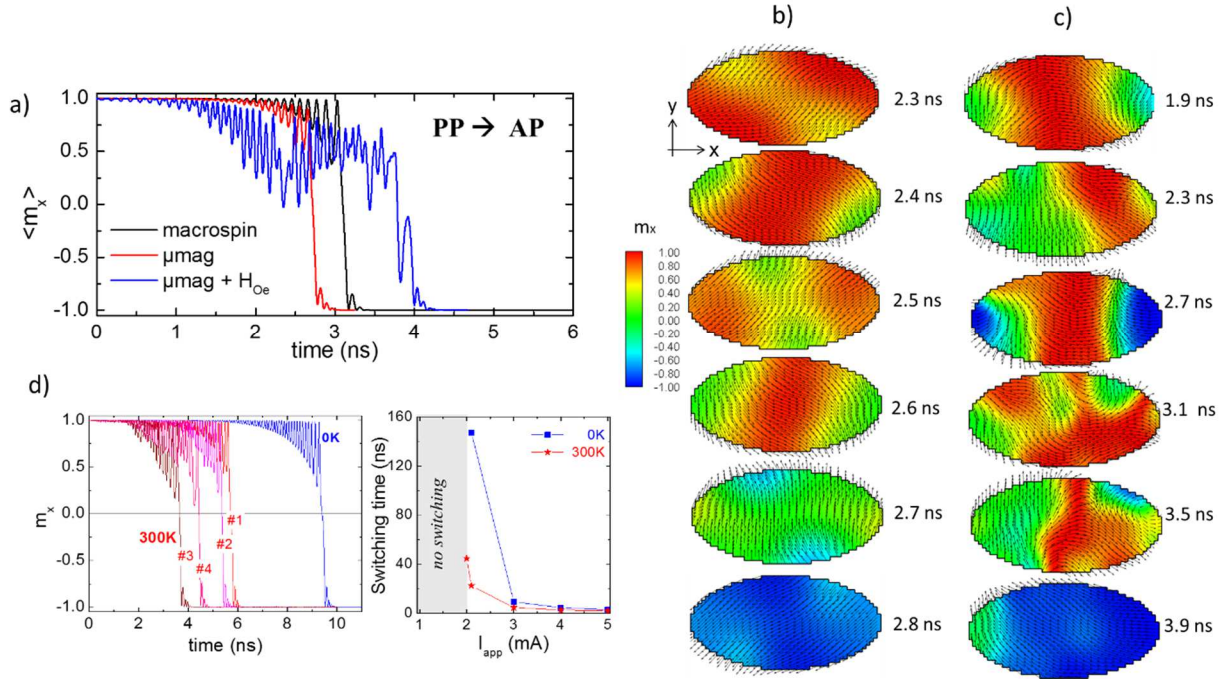 a)
1.0
0.5
0.0
-0.5
-1.0
<mx>
PP → AP
macrospin
µmag
µmag + HOe
0 1 2 3 4 5 6
time (ns)
b)
y
x
2.3 ns
2.4 ns
mx
1.00
0.80
0.60
0.40
0.20
0.00
-0.20
-0.40
-0.60
-0.80
-1.00
2.5 ns
2.6 ns
2.7 ns
2.8 ns
c)
1.9 ns
2.3 ns
2.7 ns
3.1 ns
3.5 ns
3.9 ns
d)
1.0
0.5
0.0
-0.5
-1.0
mx
0K
300K
#3
#4
#2
#1
0 2 4 6 8 10
time (ns)
160
120
80
40
0
Switching time (ns)
no switching
0K
300K
1 2 3 4 5
Iapp (mA)